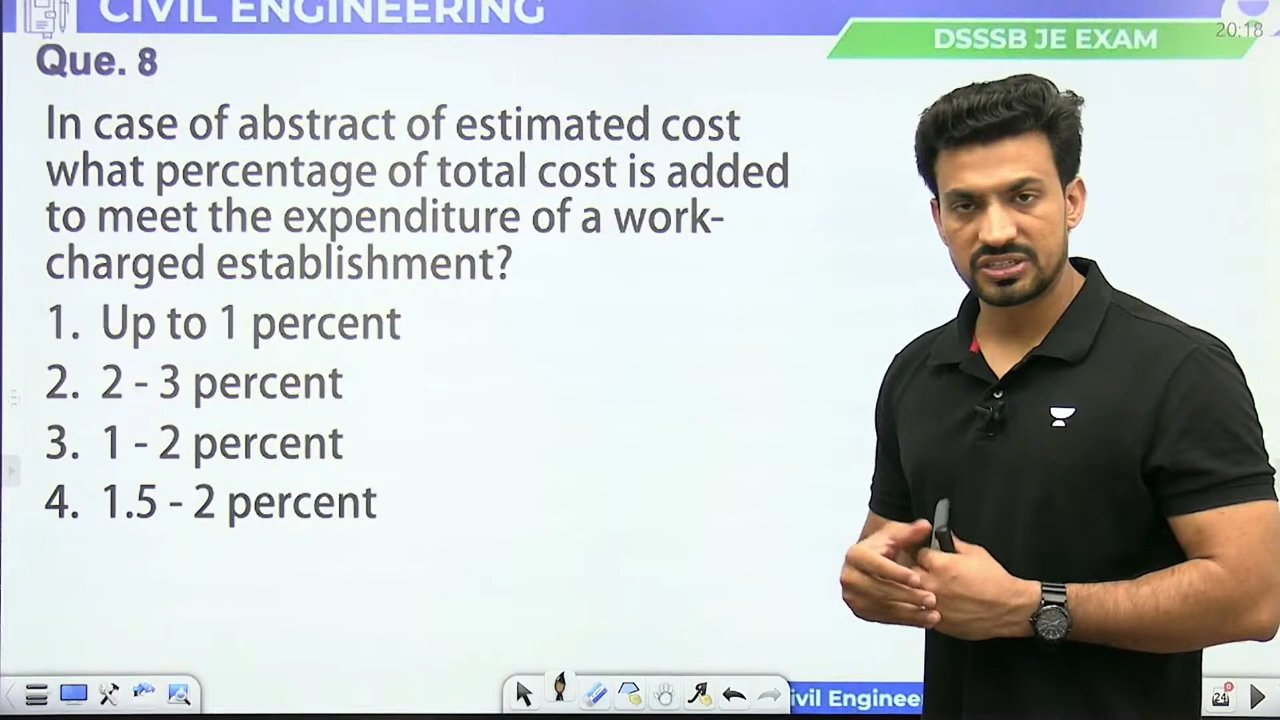 CIVIL ENGINEERING
DSSSB JE EXAM
20:18
Que. 8
In case of abstract of estimated cost
what percentage of total cost is added
to meet the expenditure of a work-
charged establishment?
1. Up to 1 percent
2. 2 - 3 percent
3. 1 - 2 percent
4. 1.5 - 2 percent
ivil Enginee
24